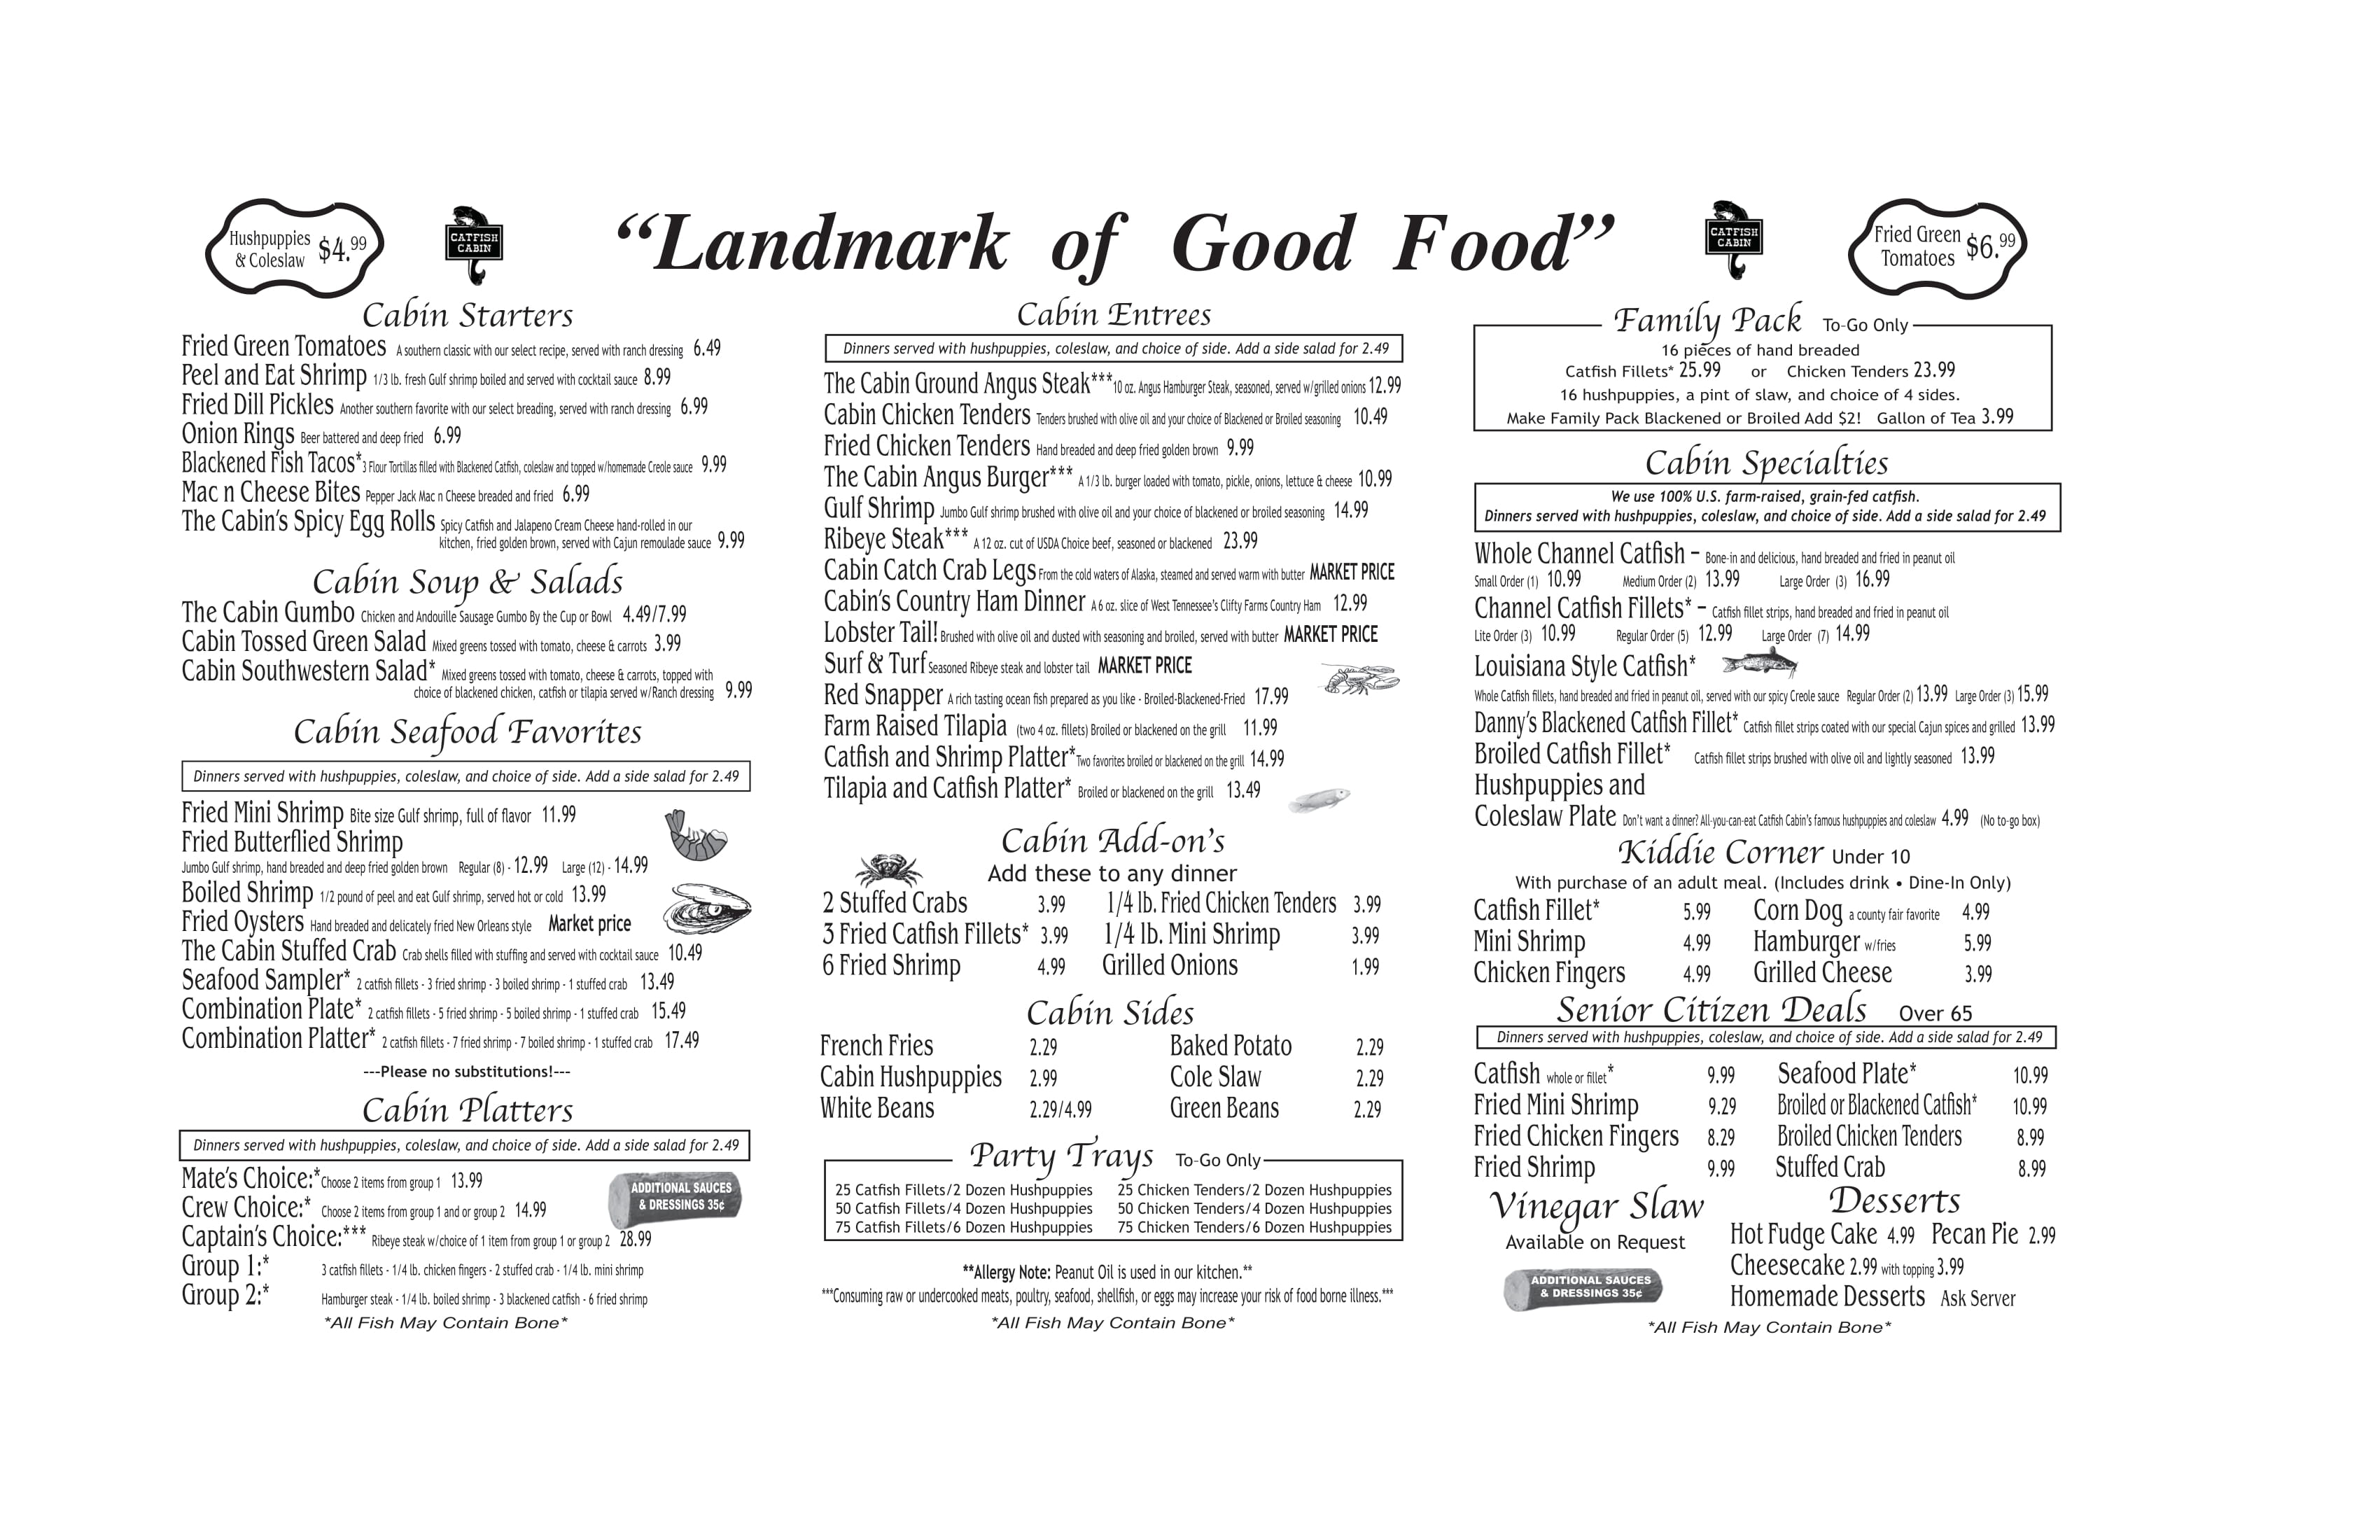 Hushpuppies
& Coleslaw $4.99
CATFISH
CABIN
“Landmark of Good Food”
CATFISH
CABIN
Fried Green
Tomatoes $6.99
Cabin Starters
Fried Green Tomatoes A southern classic with our select recipe, served with ranch dressing 6.49
Peel and Eat Shrimp 1/3 lb. fresh Gulf shrimp boiled and served with cocktail sauce 8.99
Fried Dill Pickles Another southern favorite with our select breading, served with ranch dressing 6.99
Onion Rings Beer battered and deep fried 6.99
Blackened Fish Tacos* 3 Flour Tortillas filled with Blackened Catfish, coleslaw and topped w/homemade Creole sauce 9.99
Mac n Cheese Bites Pepper Jack Mac n Cheese breaded and fried 6.99
The Cabin’s Spicy Egg Rolls Spicy Catfish and Jalapeno Cream Cheese hand-rolled in our
kitchen, fried golden brown, served with Cajun remoulade sauce 9.99
Cabin Soup & Salads
The Cabin Gumbo Chicken and Andouille Sausage Gumbo By the Cup or Bowl 4.49/7.99
Cabin Tossed Green Salad Mixed greens tossed with tomato, cheese & carrots 3.99
Cabin Southwestern Salad* Mixed greens tossed with tomato, cheese & carrots, topped with
choice of blackened chicken, catfish or tilapia served w/Ranch dressing 9.99
Cabin Seafood Favorites
Dinners served with hushpuppies, coleslaw, and choice of side. Add a side salad for 2.49
Fried Mini Shrimp Bite size Gulf shrimp, full of flavor 11.99
Fried Butterflied Shrimp
Jumbo Gulf shrimp, hand breaded and deep fried golden brown Regular (8) - 12.99 Large (12) - 14.99
Boiled Shrimp 1/2 pound of peel and eat Gulf shrimp, served hot or cold 13.99
Fried Oysters Hand breaded and delicately fried New Orleans style Market price
The Cabin Stuffed Crab Crab shells filled with stuffing and served with cocktail sauce 10.49
Seafood Sampler* 2 catfish fillets - 3 fried shrimp - 3 boiled shrimp - 1 stuffed crab 13.49
Combination Plate* 2 catfish fillets - 5 fried shrimp - 5 boiled shrimp - 1 stuffed crab 15.49
Combination Platter* 2 catfish fillets - 7 fried shrimp - 7 boiled shrimp - 1 stuffed crab 17.49
---Please no substitutions!---
Cabin Platters
Dinners served with hushpuppies, coleslaw, and choice of side. Add a side salad for 2.49
Mate’s Choice:* Choose 2 items from group 1 13.99
Crew Choice:* Choose 2 items from group 1 and or group 2 14.99
ADDITIONAL SAUCES
& DRESSINGS 35¢
Captain’s Choice:*** Ribeye steak w/choice of 1 item from group 1 or group 2 28.99
Group 1:* 3 catfish fillets - 1/4 lb. chicken fingers - 2 stuffed crab - 1/4 lb. mini shrimp
Group 2:* Hamburger steak - 1/4 lb. boiled shrimp - 3 blackened catfish - 6 fried shrimp
*All Fish May Contain Bone*
Cabin Entrees
Dinners served with hushpuppies, coleslaw, and choice of side. Add a side salad for 2.49
The Cabin Ground Angus Steak*** 10 oz. Angus Hamburger Steak, seasoned, served w/grilled onions 12.99
Cabin Chicken Tenders Tenders brushed with olive oil and your choice of Blackened or Broiled seasoning 10.49
Fried Chicken Tenders Hand breaded and deep fried golden brown 9.99
The Cabin Angus Burger*** A 1/3 lb. burger loaded with tomato, pickle, onions, lettuce & cheese 10.99
Gulf Shrimp Jumbo Gulf shrimp brushed with olive oil and your choice of blackened or broiled seasoning 14.99
Ribeye Steak*** A 12 oz. cut of USDA Choice beef, seasoned or blackened 23.99
Cabin Catch Crab Legs From the cold waters of Alaska, steamed and served warm with butter MARKET PRICE
Cabin’s Country Ham Dinner A 6 oz. slice of West Tennessee’s Clifty Farms Country Ham 12.99
Lobster Tail! Brushed with olive oil and dusted with seasoning and broiled, served with butter MARKET PRICE
Surf & Turf Seasoned Ribeye steak and lobster tail MARKET PRICE
Red Snapper A rich tasting ocean fish prepared as you like - Broiled-Blackened-Fried 17.99
Farm Raised Tilapia (two 4 oz. fillets) Broiled or blackened on the grill 11.99
Catfish and Shrimp Platter* Two favorites broiled or blackened on the grill 14.99
Tilapia and Catfish Platter* Broiled or blackened on the grill 13.49
Cabin Add-on’s
Add these to any dinner
2 Stuffed Crabs 3.99 1/4 lb. Fried Chicken Tenders 3.99
3 Fried Catfish Fillets* 3.99 1/4 lb. Mini Shrimp 3.99
6 Fried Shrimp 4.99 Grilled Onions 1.99
Cabin Sides
French Fries 2.29 Baked Potato 2.29
Cabin Hushpuppies 2.99 Cole Slaw 2.29
White Beans 2.29/4.99 Green Beans 2.29
Party Trays To-Go Only
25 Catfish Fillets/2 Dozen Hushpuppies 25 Chicken Tenders/2 Dozen Hushpuppies
50 Catfish Fillets/4 Dozen Hushpuppies 50 Chicken Tenders/4 Dozen Hushpuppies
75 Catfish Fillets/6 Dozen Hushpuppies 75 Chicken Tenders/6 Dozen Hushpuppies
**Allergy Note: Peanut Oil is used in our kitchen.**
***Consuming raw or undercooked meats, poultry, seafood, shellfish, or eggs may increase your risk of food borne illness.***
*All Fish May Contain Bone*
Family Pack To-Go Only
16 pieces of hand breaded
Catfish Fillets* 25.99 or Chicken Tenders 23.99
16 hushpuppies, a pint of slaw, and choice of 4 sides.
Make Family Pack Blackened or Broiled Add $2! Gallon of Tea 3.99
Cabin Specialties
We use 100% U.S. farm-raised, grain-fed catfish.
Dinners served with hushpuppies, coleslaw, and choice of side. Add a side salad for 2.49
Whole Channel Catfish – Bone-in and delicious, hand breaded and fried in peanut oil
Small Order (1) 10.99 Medium Order (2) 13.99 Large Order (3) 16.99
Channel Catfish Fillets* – Catfish fillet strips, hand breaded and fried in peanut oil
Lite Order (3) 10.99 Regular Order (5) 12.99 Large Order (7) 14.99
Louisiana Style Catfish*
Whole Catfish fillets, hand breaded and fried in peanut oil, served with our spicy Creole sauce Regular Order (2) 13.99 Large Order (3) 15.99
Danny’s Blackened Catfish Fillet* Catfish fillet strips coated with our special Cajun spices and grilled 13.99
Broiled Catfish Fillet* Catfish fillet strips brushed with olive oil and lightly seasoned 13.99
Hushpuppies and
Coleslaw Plate Don’t want a dinner? All-you-can-eat Catfish Cabin’s famous hushpuppies and coleslaw 4.99 (No to-go box)
Kiddie Corner Under 10
With purchase of an adult meal. (Includes drink • Dine-In Only)
Catfish Fillet* 5.99 Corn Dog a county fair favorite 4.99
Mini Shrimp 4.99 Hamburger w/fries 5.99
Chicken Fingers 4.99 Grilled Cheese 3.99
Senior Citizen Deals Over 65
Dinners served with hushpuppies, coleslaw, and choice of side. Add a side salad for 2.49
Catfish whole or fillet* 9.99 Seafood Plate* 10.99
Fried Mini Shrimp 9.29 Broiled or Blackened Catfish* 10.99
Fried Chicken Fingers 8.29 Broiled Chicken Tenders 8.99
Fried Shrimp 9.99 Stuffed Crab 8.99
Vinegar Slaw
Available on Request
ADDITIONAL SAUCES
& DRESSINGS 35¢
Desserts
Hot Fudge Cake 4.99 Pecan Pie 2.99
Cheesecake 2.99 with topping 3.99
Homemade Desserts Ask Server
*All Fish May Contain Bone*